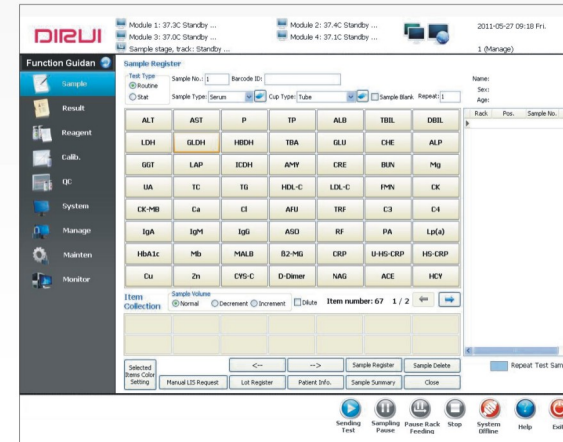 DIRUI
Module 1: 37.3C Standby ...
Module 2: 37.4C Standby ...
Module 3: 37.0C Standby ...
Module 4: 37.1C Standby ...
Sample stage, track: Standby ...
2011-05-27 09:18 Fri.
1 (Manage)
Function Guidan
Sample
Result
Reagent
Calib.
QC
System
Manage
Mainten
Monitor
Sample Register
Test Type
Routine
Stat
Sample No.: 1 Barcode ID:
Sample Type: Serum Cup Type: Tube Sample Blank Repeat: 1
Name:
Sex:
Age:
Rack Pos. Sample No.
ALT AST P TP ALB TBIL DBIL
LDH GLDH HBDH TBA GLU CHE ALP
GGT LAP ICDH AMY CRE BUN Mg
UA TC TG HDL-C LDL-C FMN CK
CK-MB Ca Cl AFU TRF C3 C4
IgA IgM IgG ASO RF PA Lp(a)
HbA1c Mb MALB B2-MG CRP U-HS-CRP HS-CRP
Cu Zn CYS-C D-Dimer NAG ACE HCY
Item Collection
Sample Volume
Normal Decrement Increment Dilute Item number: 67 1 / 2
Selected Items Color Setting
<-- --> Sample Register Sample Delete
Manual LIS Request Lot Register Patient Info. Sample Summary Close
Repeat Test Sam
Sending Test
Sampling Pause
Pause Rack Feeding
Stop
System Offline
Help
Exit